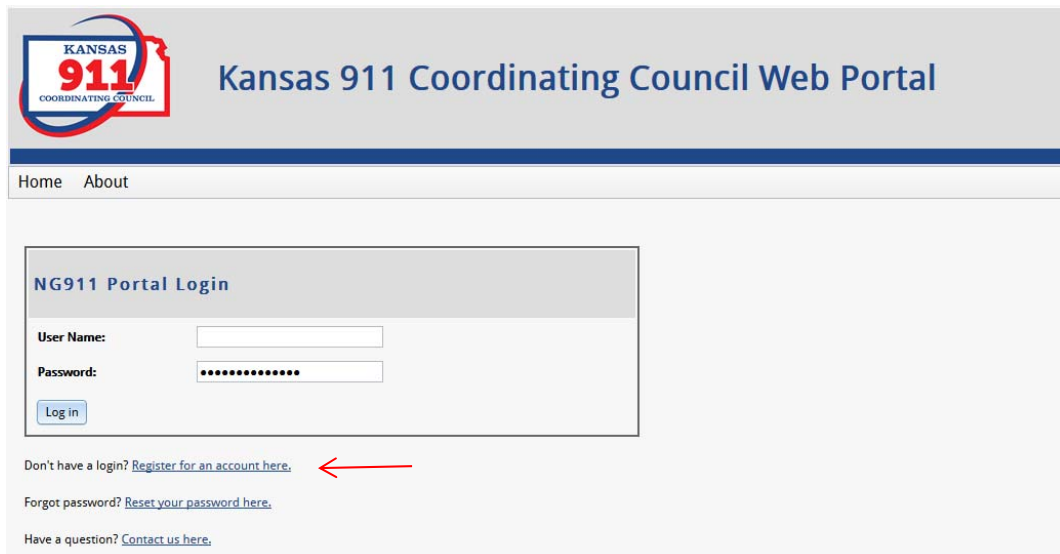 KANSAS
911
COORDINATING COUNCIL
Kansas 911 Coordinating Council Web Portal
Home About
NG911 Portal Login
User Name:
Password: ••••••••••••••
Log in
Don't have a login? Register for an account here.
Forgot password? Reset your password here.
Have a question? Contact us here.